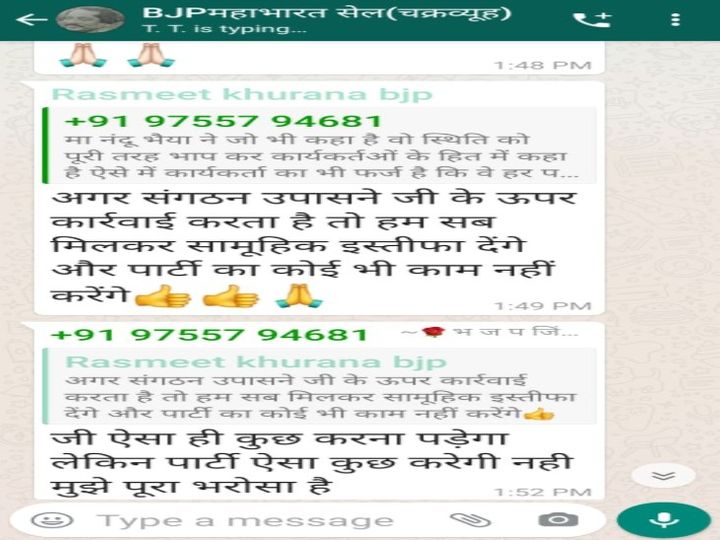 BJPमहाभारत सेल(चक्रव्यूह)
T. T. is typing...
1:48 PM
Rasmeet khurana bjp
+91 97557 94681
मा नंदू भैया ने जो भी कहा है वो स्थिति को
पूरी तरह भाप कर कार्यकर्तओं के हित में कहा
है ऐसे में कार्यकर्ता का भी फर्ज है कि वे हर प...
अगर संगठन उपासने जी के ऊपर
कार्रवाई करता है तो हम सब
मिलकर सामूहिक इस्तीफा देंगे
और पार्टी का कोई भी काम नहीं
करेंगे👍 👍 🙏
1:49 PM
+91 97557 94681 ~🌹भ ज प जिं...
Rasmeet khurana bjp
अगर संगठन उपासने जी के ऊपर कार्रवाई
करता है तो हम सब मिलकर सामूहिक इस्तीफा
देंगे और पार्टी का कोई भी काम नहीं करेंगे👍
जी ऐसा ही कुछ करना पड़ेगा
लेकिन पार्टी ऐसा कुछ करेगी नही
मुझे पूरा भरोसा है
1:52 PM
Type a message